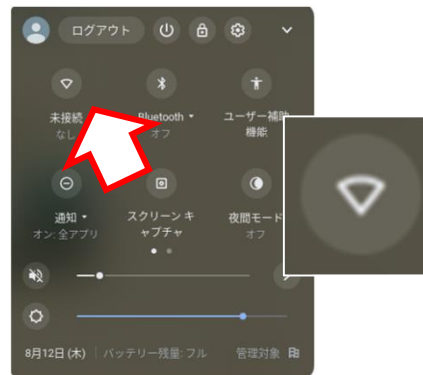 ログアウト
未接続
なし
Bluetooth
オフ
ユーザー補助
機能
通知
オン: 全アプリ
スクリーン キ
ャプチャ
夜間モード
オフ
8月12日 (木)
バッテリー残量: フル
管理対象